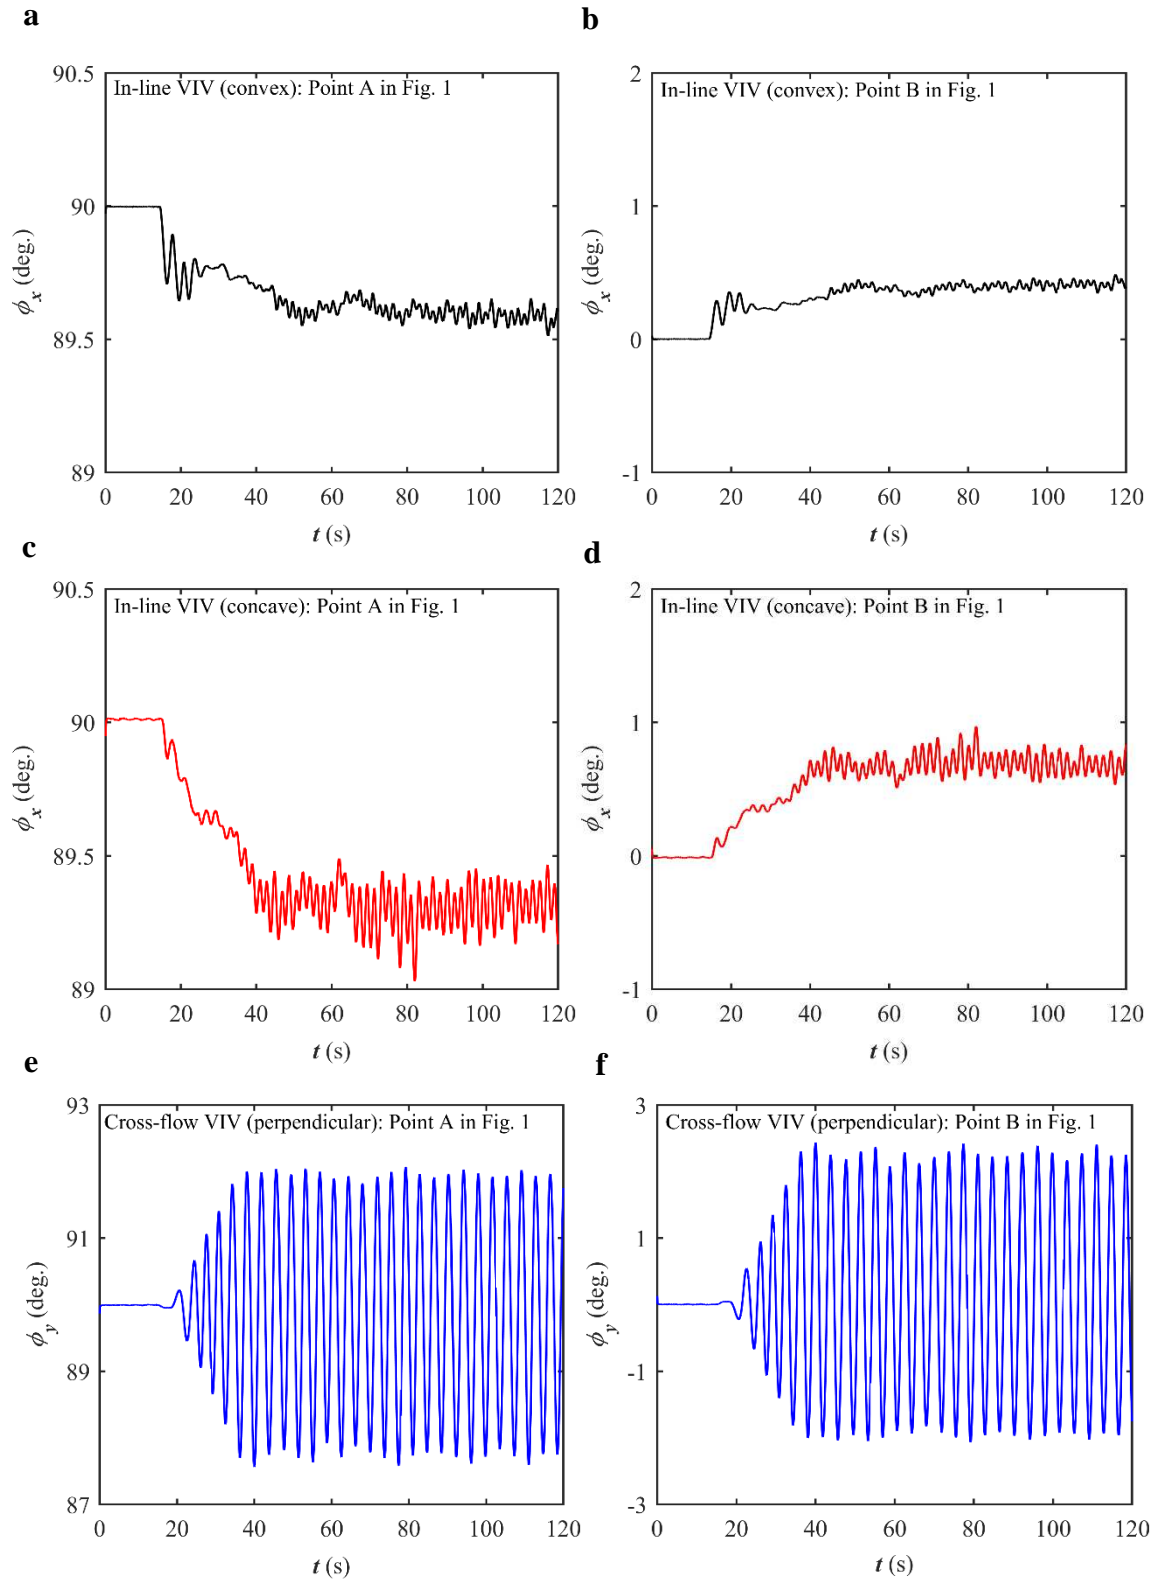 a
90.5
In-line VIV (convex): Point A in Fig. 1
90
89.5
89
ϕx (deg.)
0 20 40 60 80 100 120
t (s)
b
2
In-line VIV (convex): Point B in Fig. 1
1
0
-1
ϕx (deg.)
0 20 40 60 80 100 120
t (s)
c
90.5
In-line VIV (concave): Point A in Fig. 1
90
89.5
89
ϕx (deg.)
0 20 40 60 80 100 120
t (s)
d
2
In-line VIV (concave): Point B in Fig. 1
1
0
-1
ϕx (deg.)
0 20 40 60 80 100 120
t (s)
e
93
Cross-flow VIV (perpendicular): Point A in Fig. 1
91
89
87
ϕy (deg.)
0 20 40 60 80 100 120
t (s)
f
3
Cross-flow VIV (perpendicular): Point B in Fig. 1
1
-1
-3
ϕy (deg.)
0 20 40 60 80 100 120
t (s)